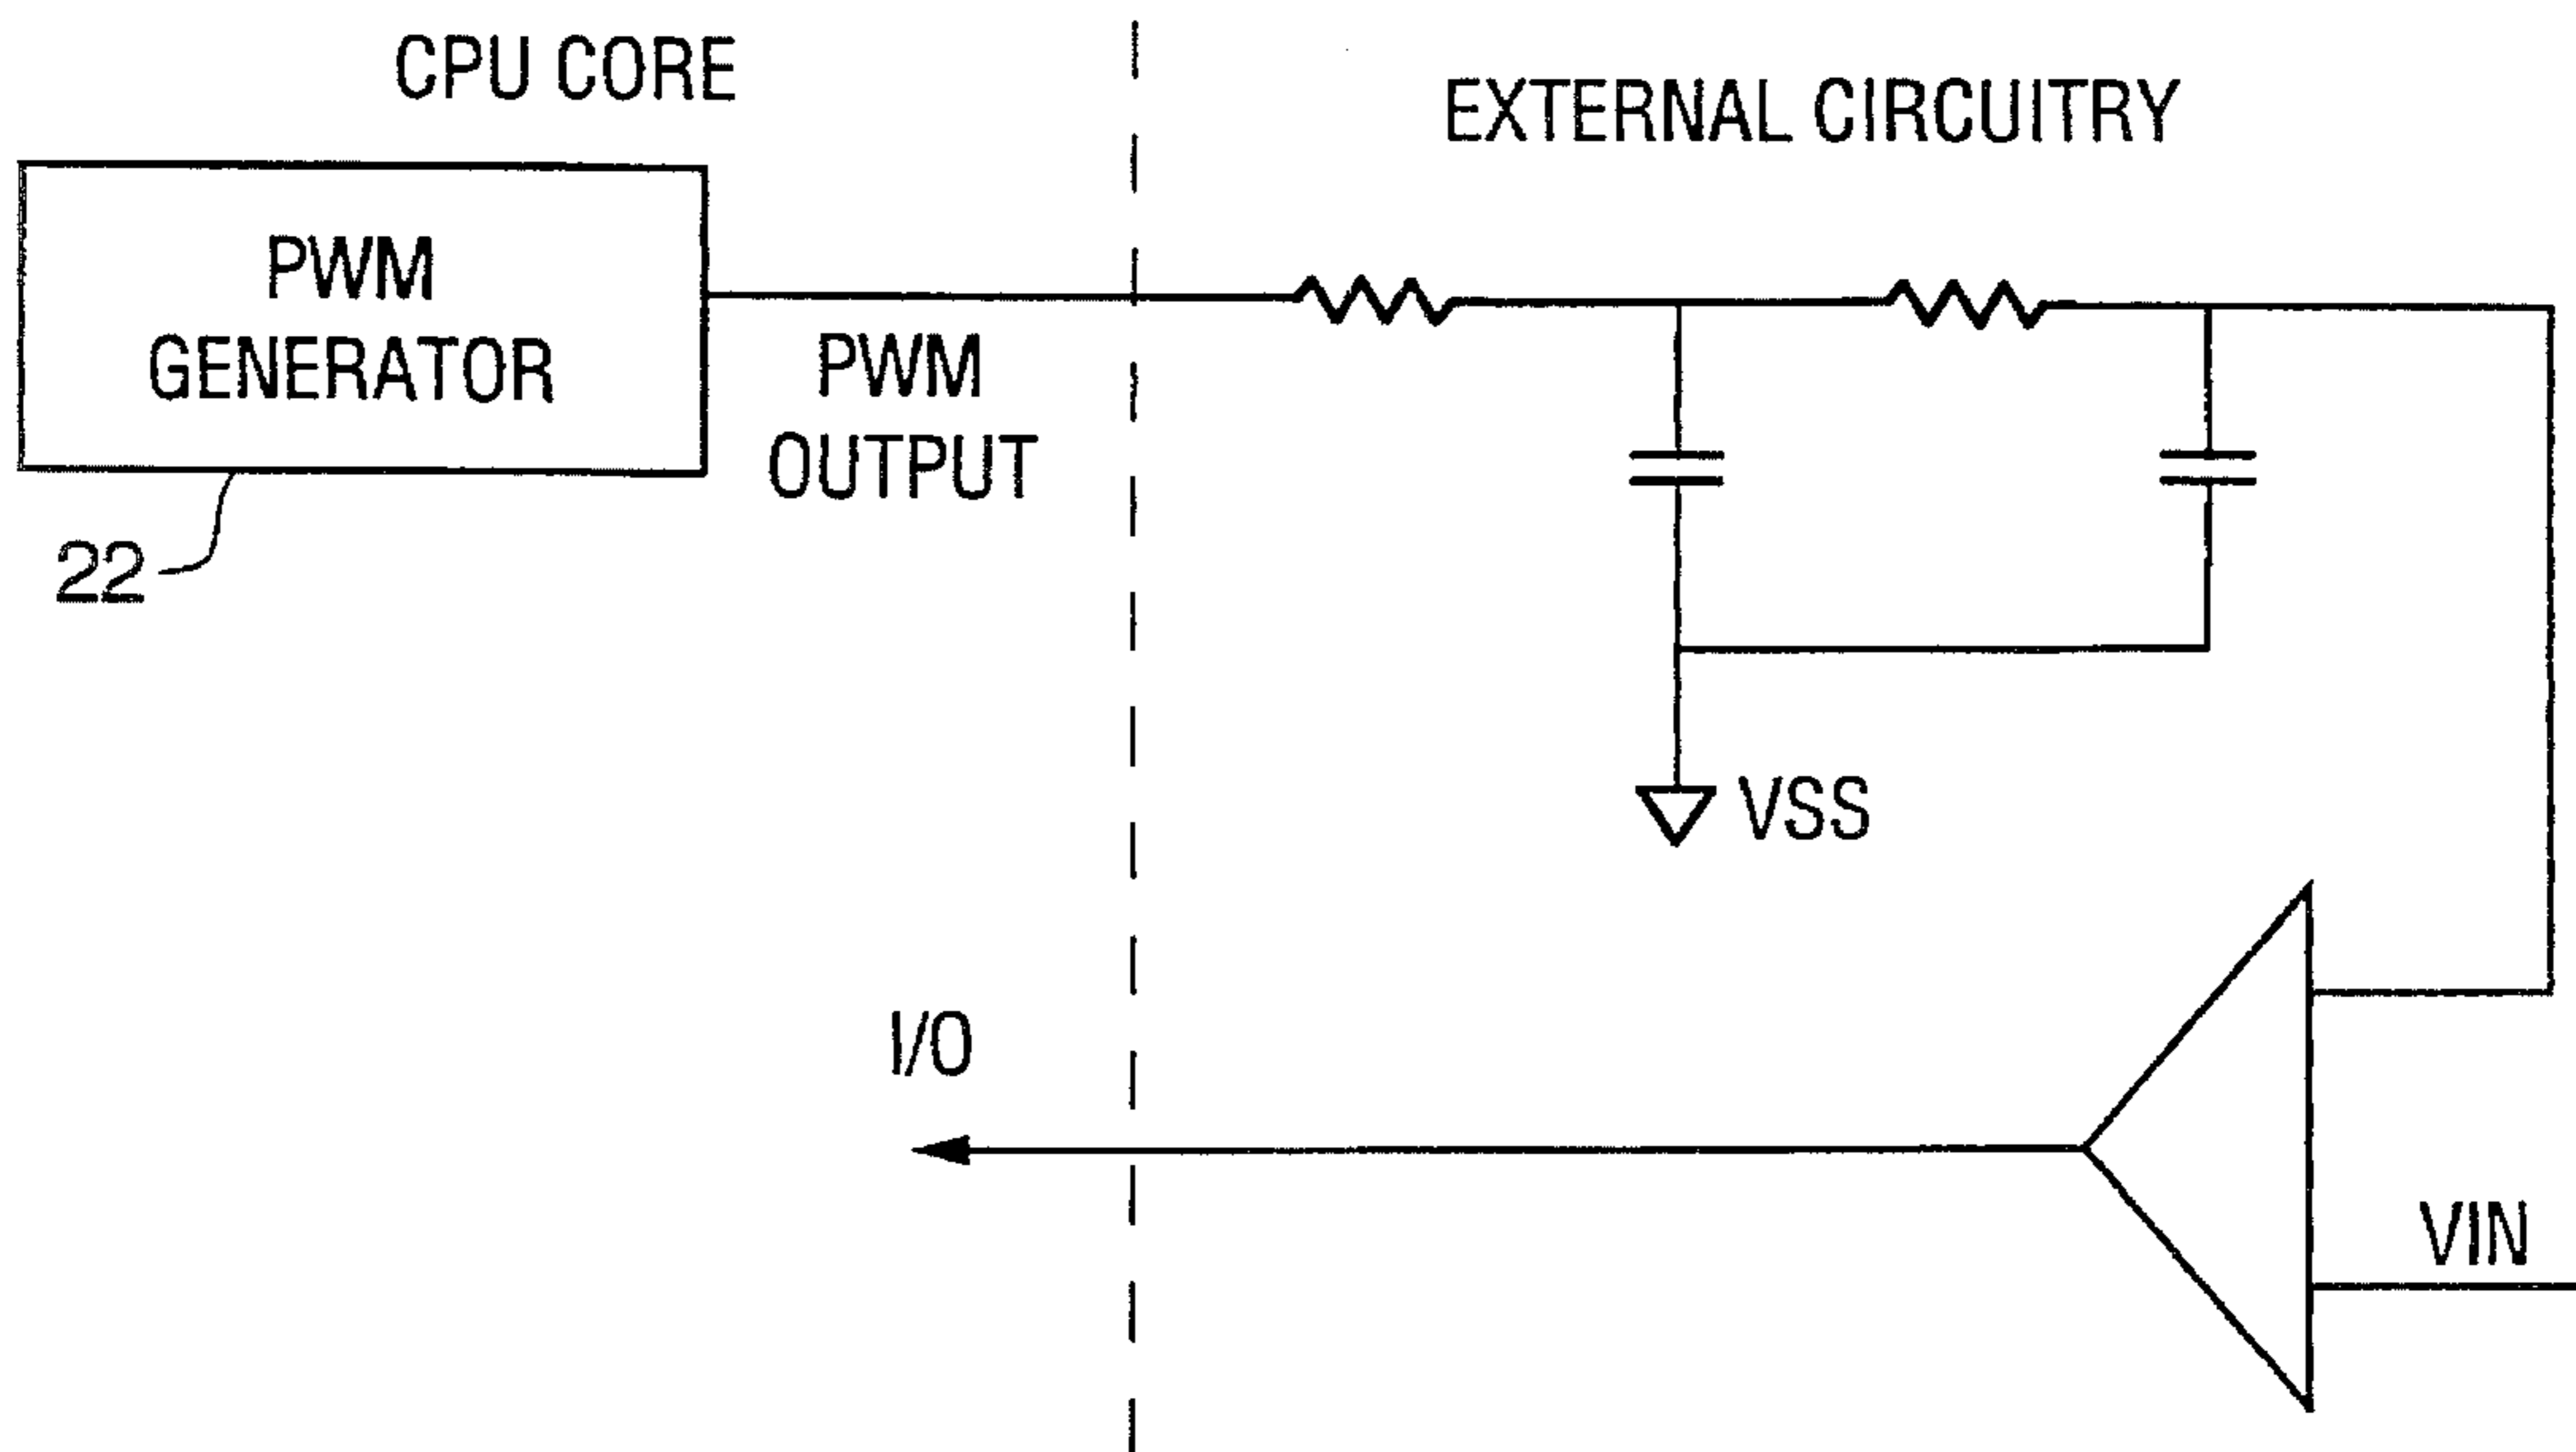 CPU CORE
EXTERNAL CIRCUITRY
PWM
GENERATOR
PWM
OUTPUT
22
VSS
I/O
VIN